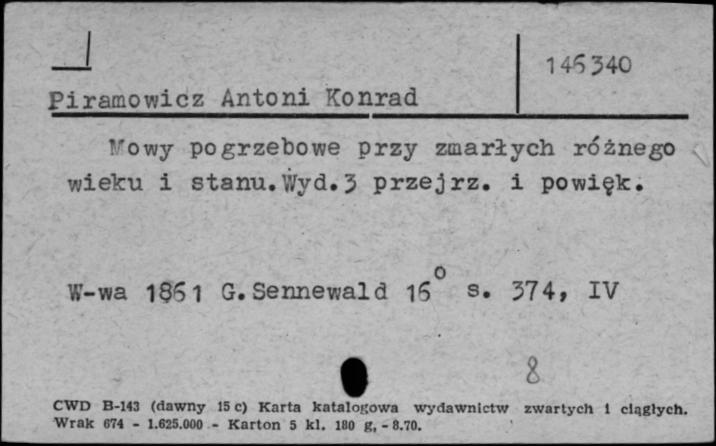 146340
Piramowicz Antoni Konrad
Mowy pogrzebowe przy zmarłych różnego
wieku i stanu.Wyd.3 przejrz. i powięk.
W-wa 1861 G.Sennewald 16° s. 374, IV
8
CWD B-143 (dawny 15 c) Karta katalogowa wydawnictw zwartych i ciągłych.
Wrak 674 - 1.625.000 - Karton 5 kl. 180 g, - 8.70.